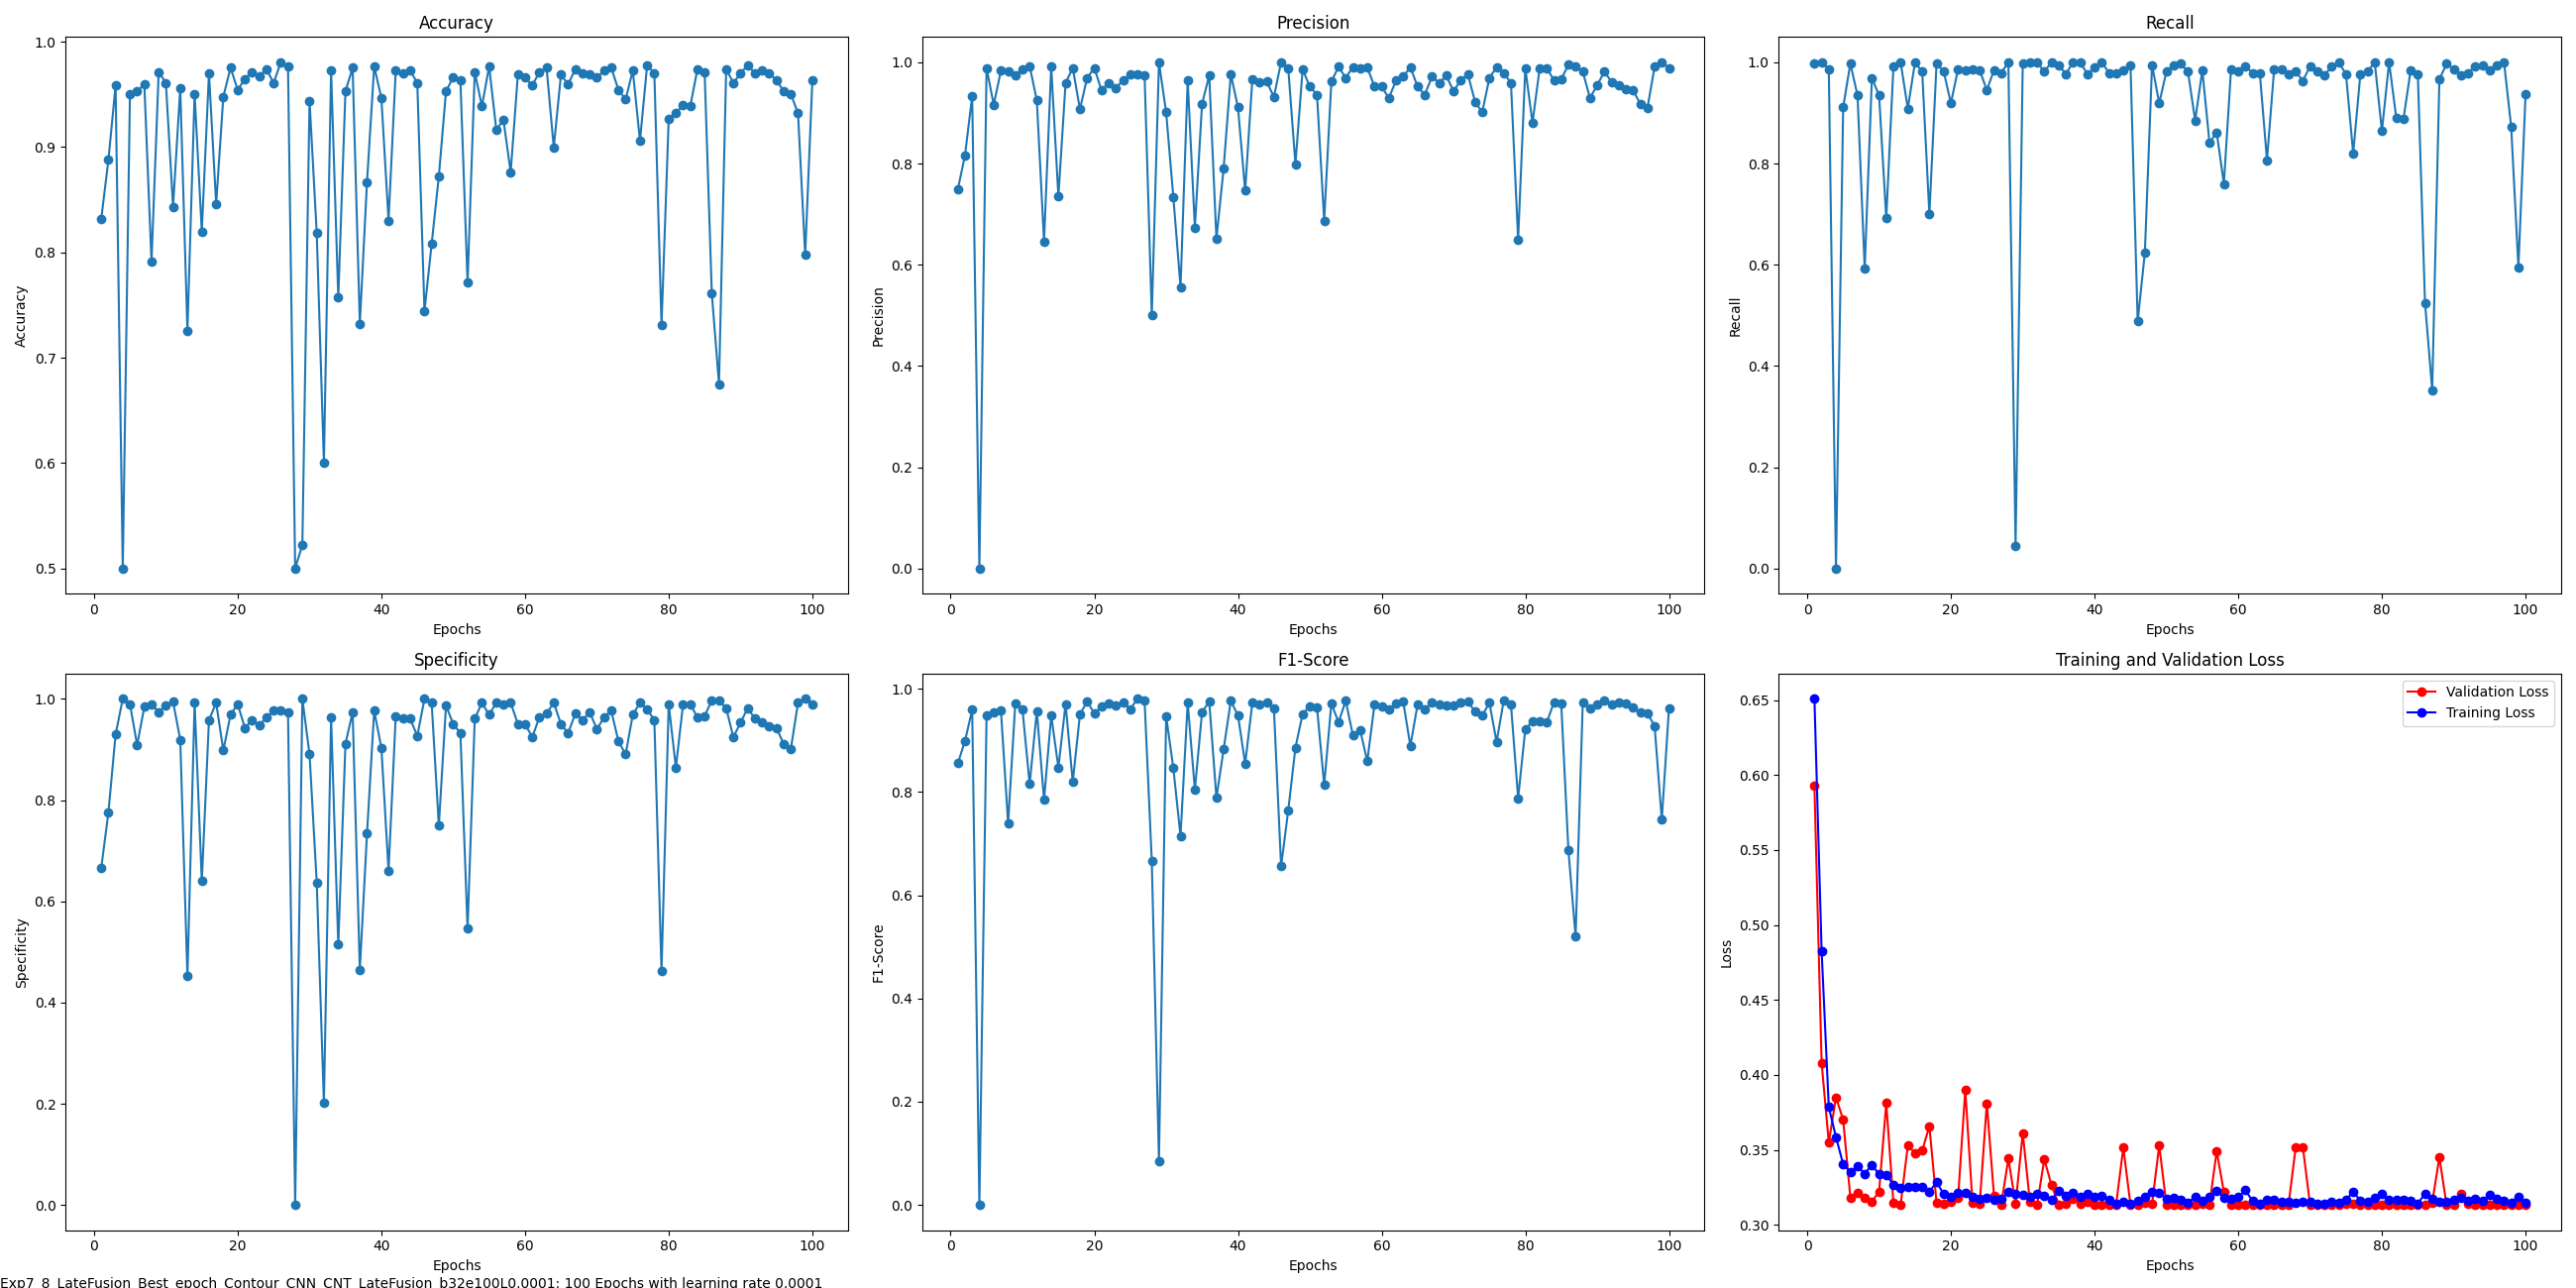 Accuracy
Precision
Recall
1.0
0.9
0.8
0.7
0.6
0.5
Accuracy
0 20 40 60 80 100
Epochs
1.0
0.8
0.6
0.4
0.2
0.0
Precision
0 20 40 60 80 100
Epochs
1.0
0.8
0.6
0.4
0.2
0.0
Recall
0 20 40 60 80 100
Epochs
Specificity
F1-Score
Training and Validation Loss
1.0
0.8
0.6
0.4
0.2
0.0
Specificity
0 20 40 60 80 100
Epochs
1.0
0.8
0.6
0.4
0.2
0.0
F1-Score
0 20 40 60 80 100
Epochs
Validation Loss
Training Loss
0.65
0.60
0.55
0.50
0.45
0.40
0.35
0.30
Loss
0 20 40 60 80 100
Epochs
Exp7_8_LateFusion_Best_epoch_Contour_CNN_CNT_LateFusion_b32e100L0.0001: 100 Epochs with learning rate 0.0001